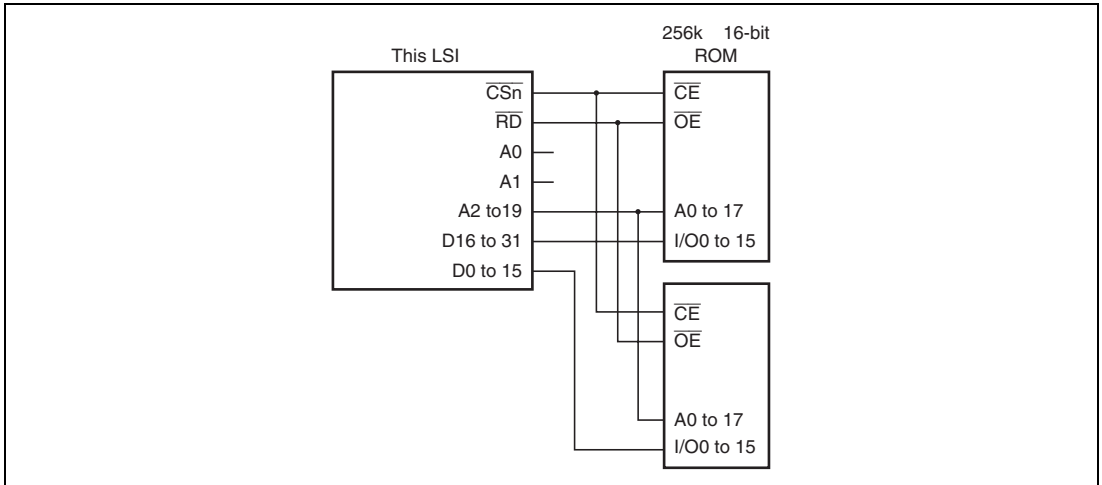 This LSI
CSn
RD
A0
A1
A2 to19
D16 to 31
D0 to 15
256k 16-bit
ROM
CE
OE
A0 to 17
I/O0 to 15
CE
OE
A0 to 17
I/O0 to 15